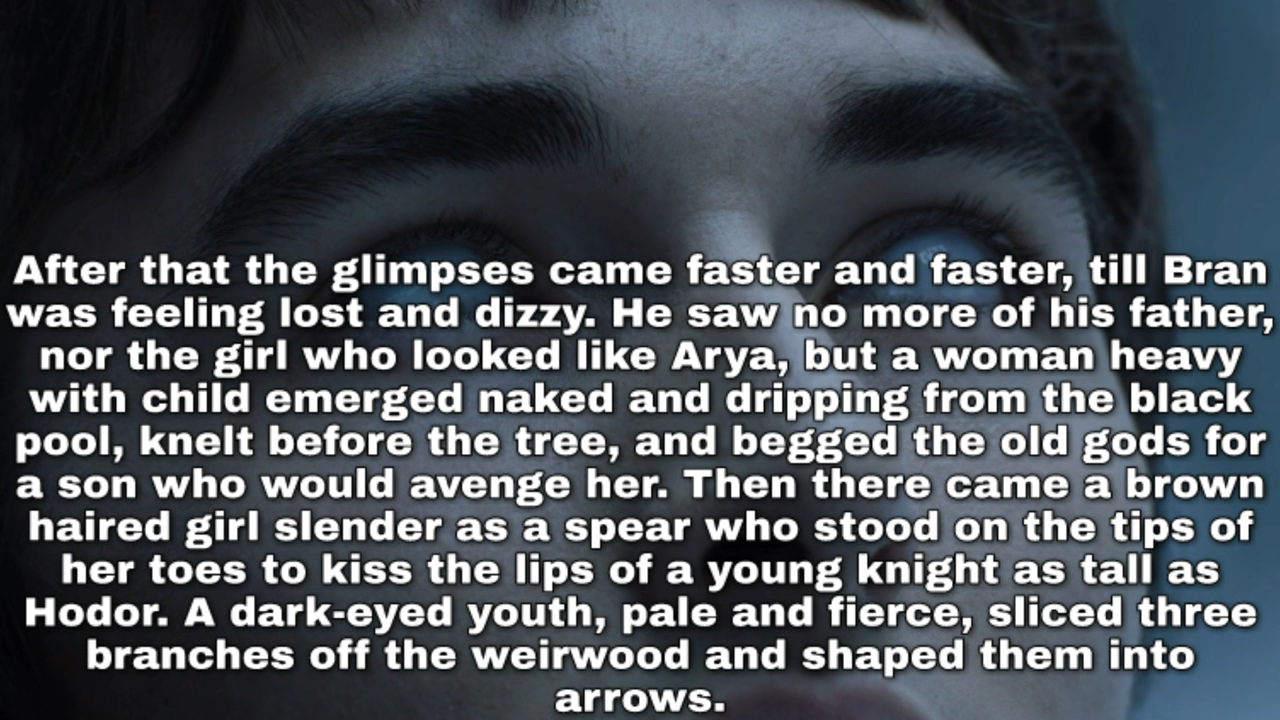 After that the glimpses came faster and faster, till Bran
was feeling lost and dizzy. He saw no more of his father,
nor the girl who looked like Arya, but a woman heavy
with child emerged naked and dripping from the black
pool, knelt before the tree, and begged the old gods for
a son who would avenge her. Then there came a brown
haired girl slender as a spear who stood on the tips of
her toes to kiss the lips of a young knight as tall as
Hodor. A dark-eyed youth, pale and fierce, sliced three
branches off the weirwood and shaped them into
arrows.